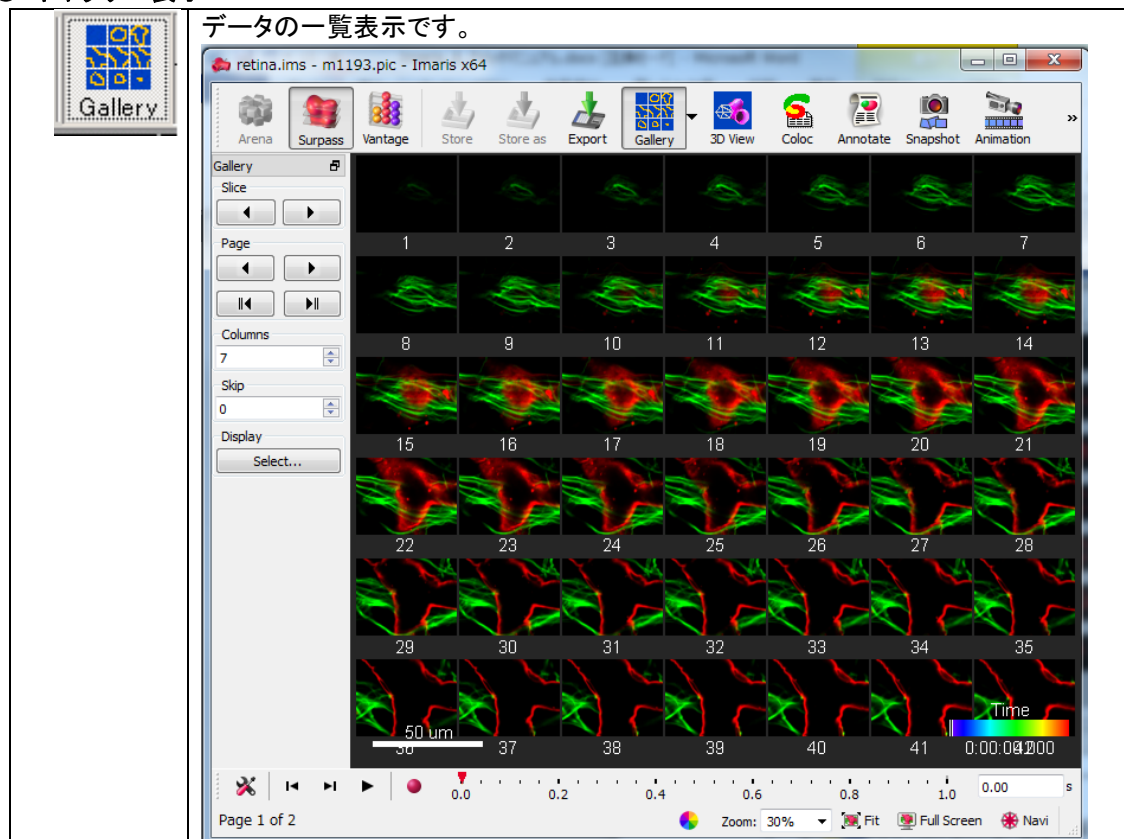 Gallery
データの一覧表示です。
retina.ims - m1193.pic - Imaris x64
Arena Surpass Vantage Store Store as Export Gallery 3D View Coloc Annotate Snapshot Animation »
Gallery
Slice
Page
Columns
7
Skip
0
Display
Select...
1 2 3 4 5 6 7
8 9 10 11 12 13 14
15 16 17 18 19 20 21
22 23 24 25 26 27 28
29 30 31 32 33 34 35
Time
50 um
36 37 38 39 40 41
0.0 0.2 0.4 0.6 0.8 1.0 0.00 s
Page 1 of 2 Zoom: 30% Fit Full Screen Navi